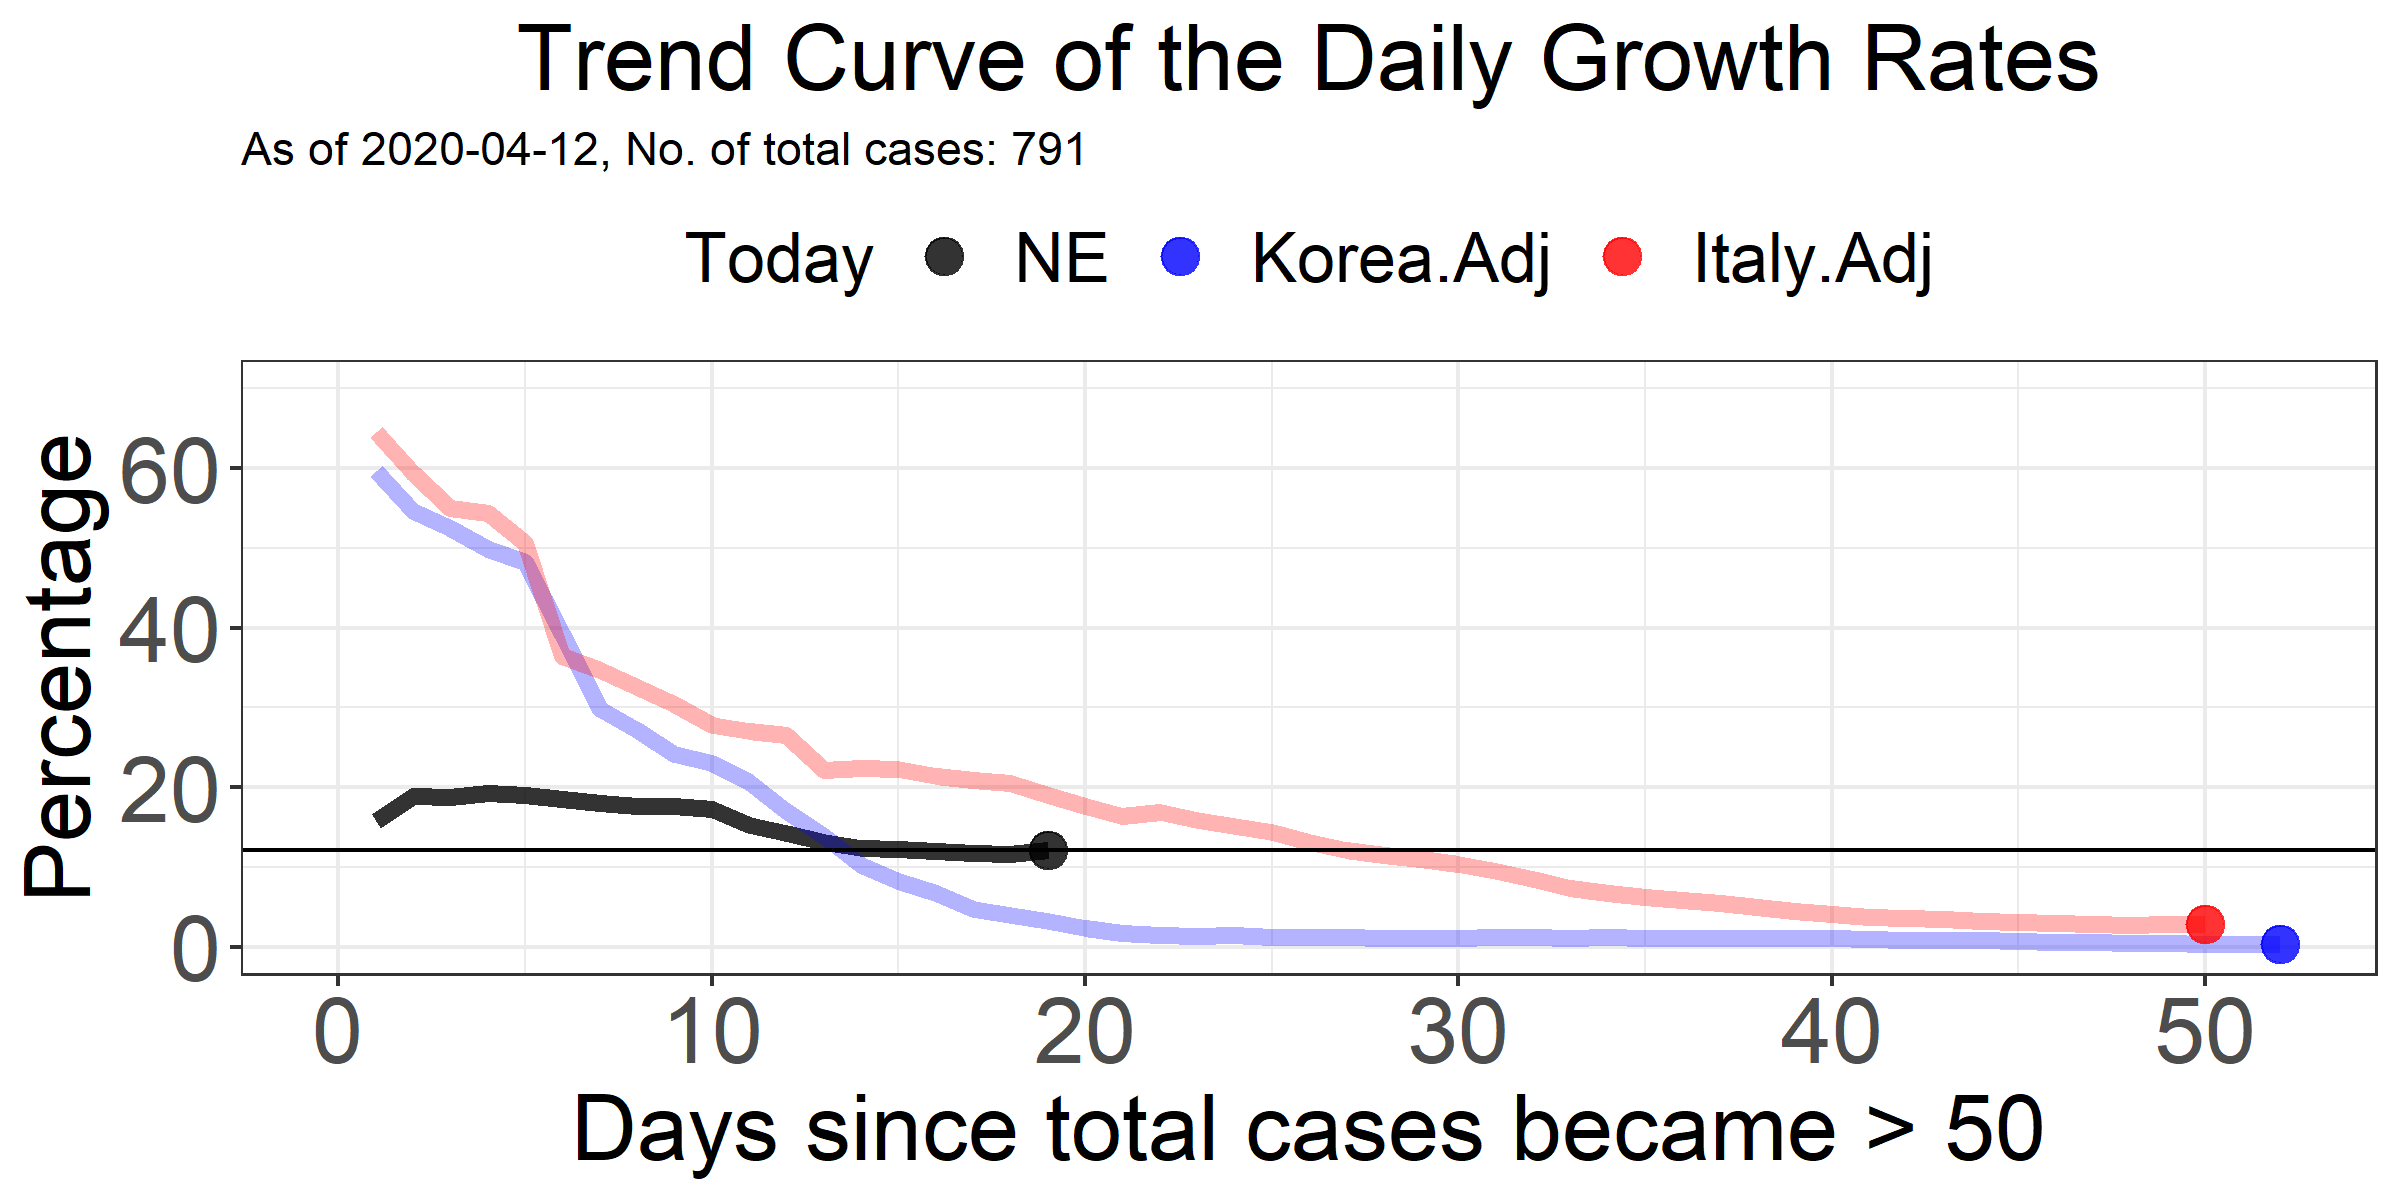 Trend Curve of the Daily Growth Rates
As of 2020-04-12, No. of total cases: 791
Today NE Korea.Adj Italy.Adj
Percentage
60
40
20
0
0 10 20 30 40 50
Days since total cases became > 50